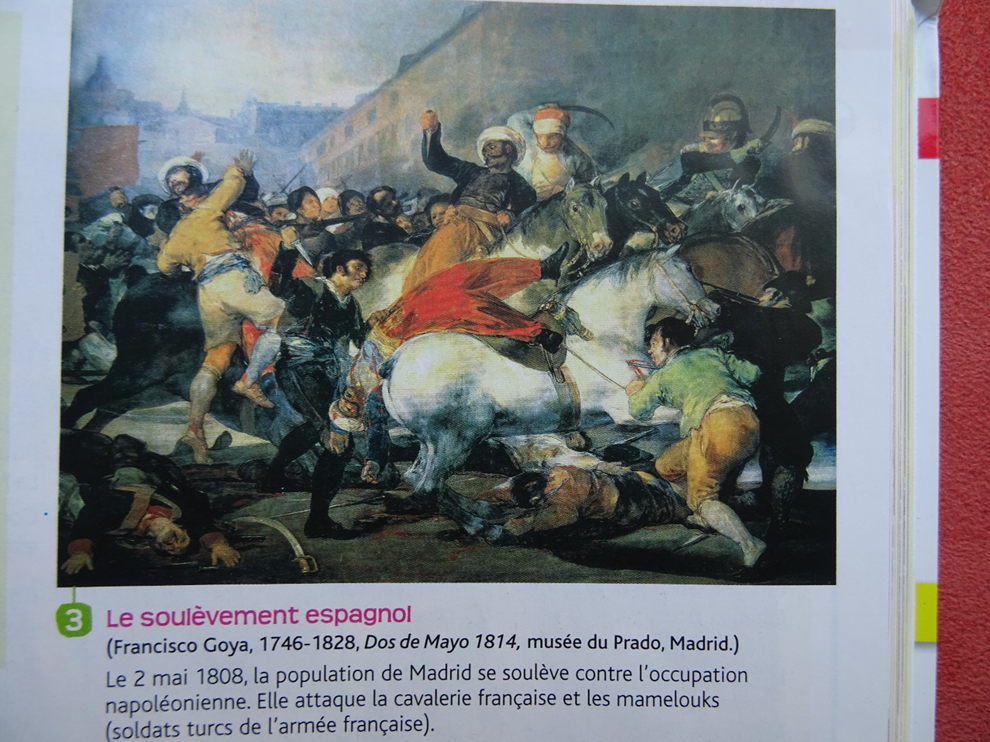 3 Le soulèvement espagnol
(Francisco Goya, 1746-1828, Dos de Mayo 1814, musée du Prado, Madrid.)
Le 2 mai 1808, la population de Madrid se soulève contre l'occupation
napoléonienne. Elle attaque la cavalerie française et les mamelouks
(soldats turcs de l'armée française).